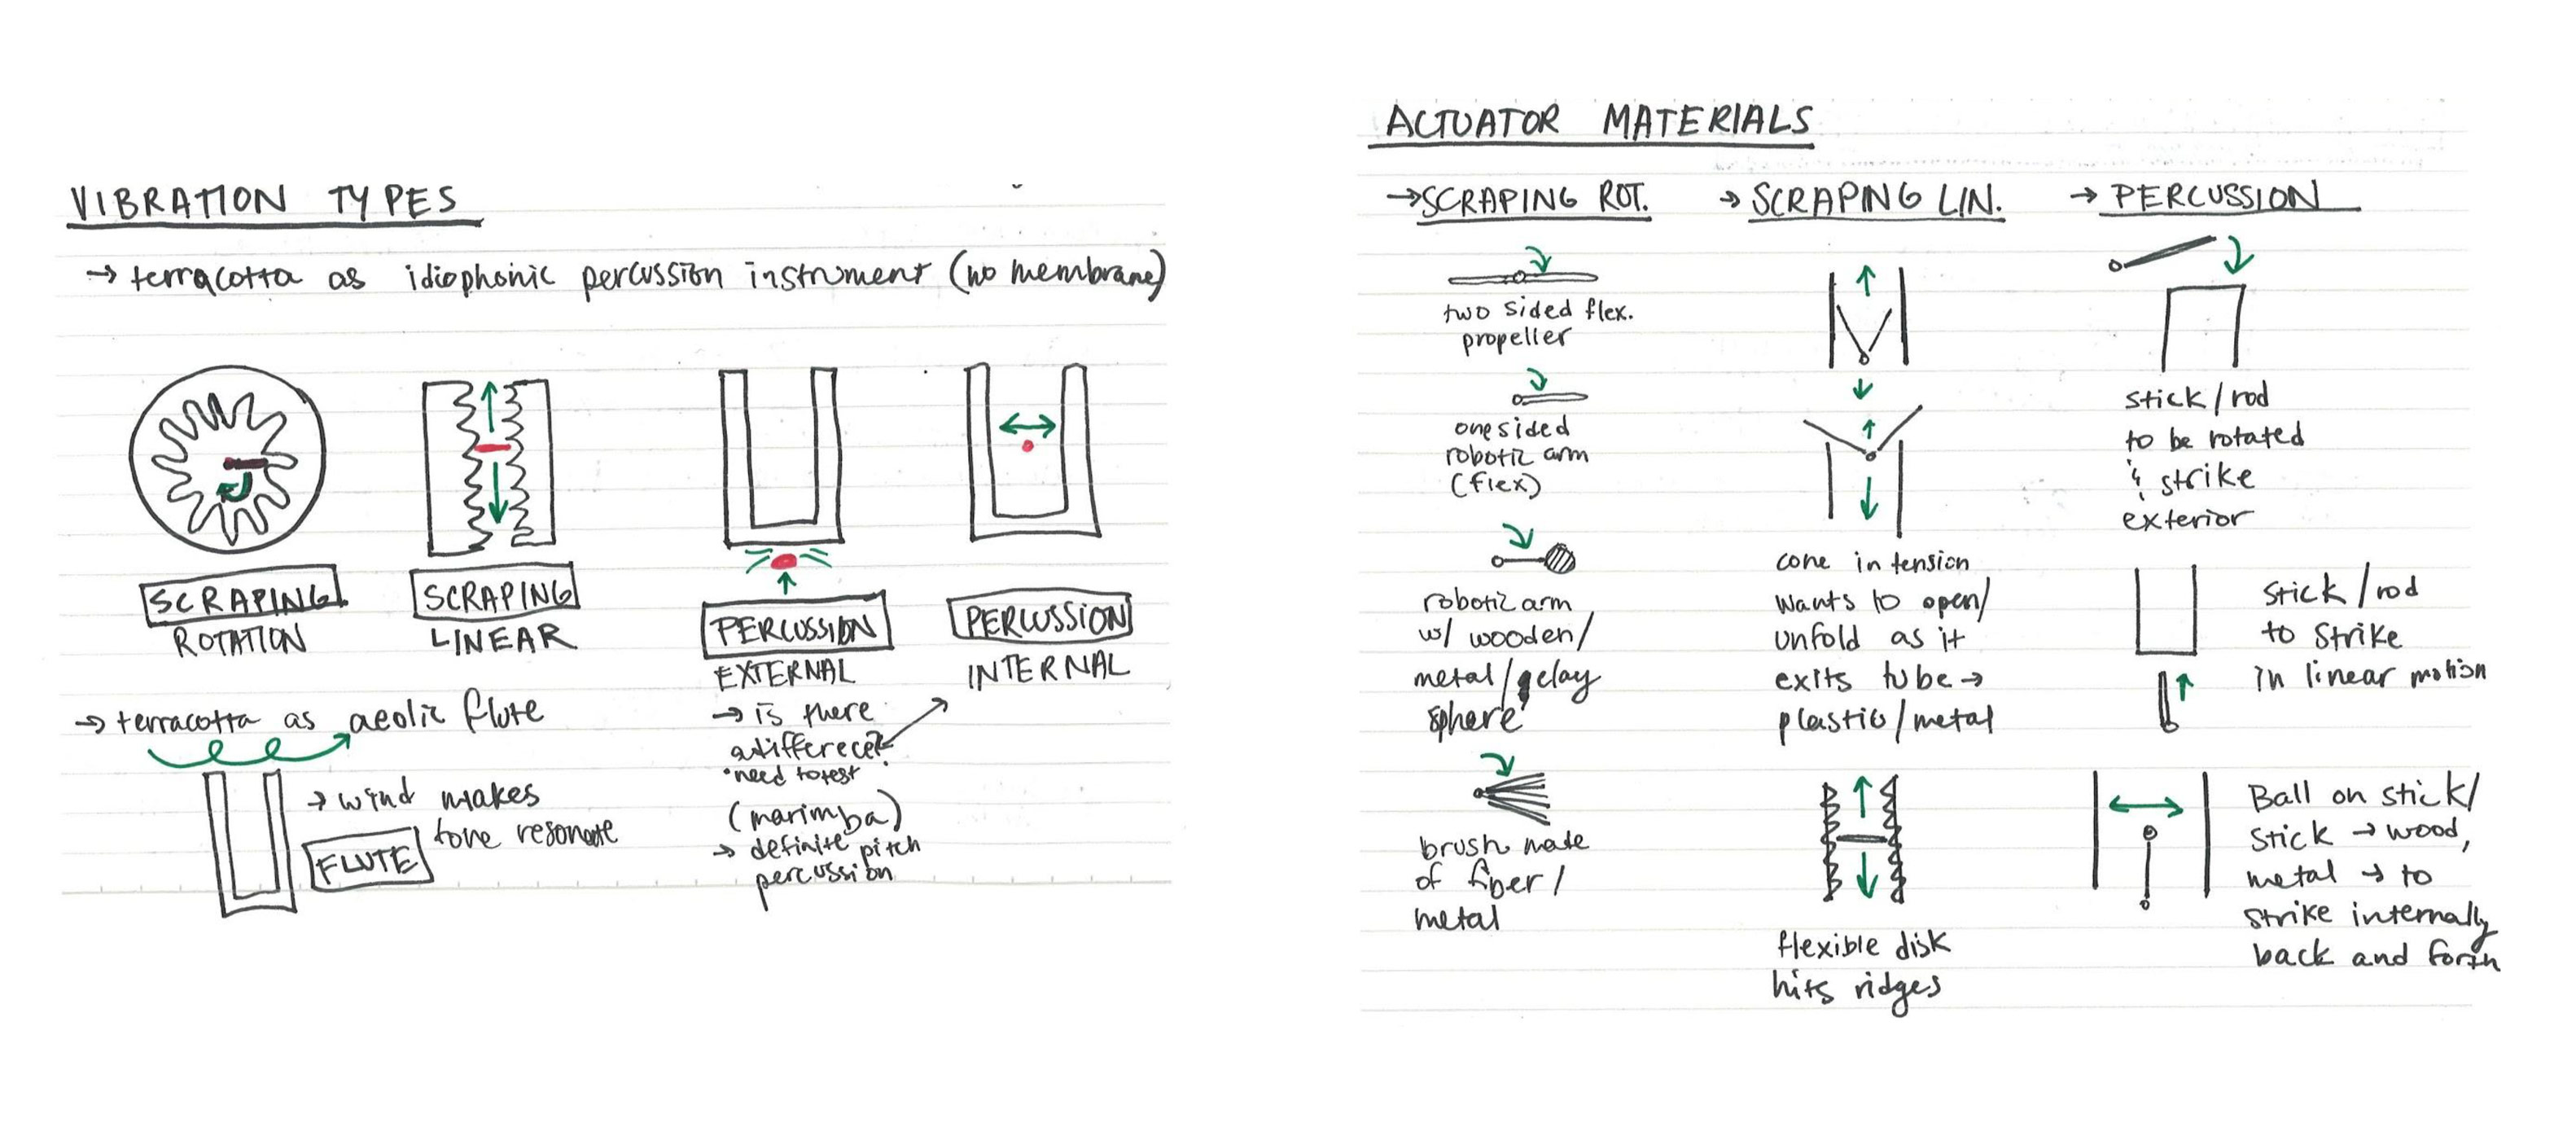 VIBRATION TYPES
→ terracotta as idiophonic percussion instrument (no membrane)
SCRAPING
ROTATION
SCRAPING
LINEAR
PERCUSSION
EXTERNAL
→ is there
a differece?
•need to test
(marimba)
→ definite pitch
percussion
PERCUSSION
INTERNAL
→ terracotta as aeolic flute
→ wind makes
tone resonate
FLUTE
ACTUATOR MATERIALS
→ SCRAPING ROT.
two sided flex.
propeller
one sided
robotic arm
(flex)
robotic arm
w/ wooden/
metal/clay
sphere
brush made
of fiber/
metal
→ SCRAPING LIN.
cone in tension
wants to open/
unfold as it
exits tube →
plastic/metal
flexible disk
hits ridges
→ PERCUSSION
stick/rod
to be rotated
& strike
exterior
stick/rod
to strike
in linear motion
Ball on stick/
stick → wood,
metal → to
strike internally
back and forth